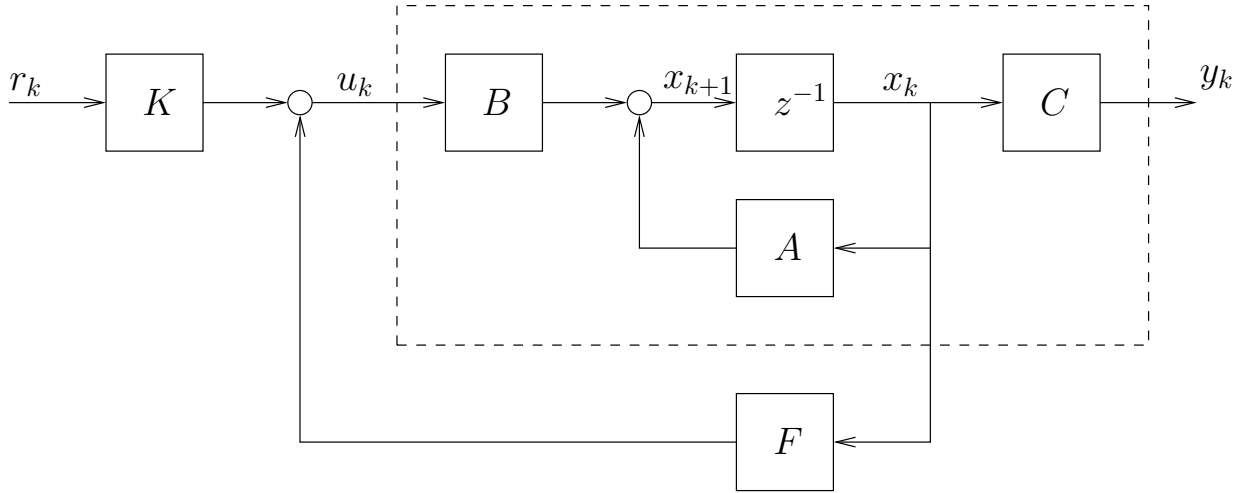 r_k
K
u_k
B
x_{k+1}
z^{-1}
x_k
C
y_k
A
F